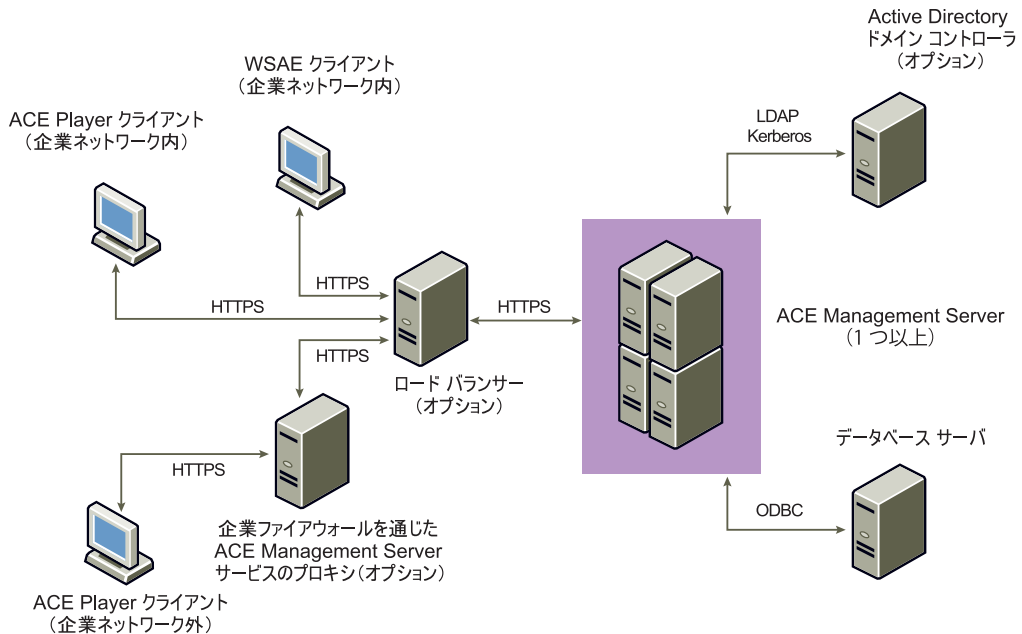 Active Directory
ドメイン コントローラ
(オプション)
WSAE クライアント
(企業ネットワーク内)
ACE Player クライアント
(企業ネットワーク内)
LDAP
Kerberos
HTTPS
HTTPS
HTTPS
HTTPS
ACE Management Server
(1 つ以上)
ロード バランサー
(オプション)
データベース サーバ
HTTPS
ODBC
企業ファイアウォールを通じた
ACE Management Server
サービスのプロキシ(オプション)
ACE Player クライアント
(企業ネットワーク外)